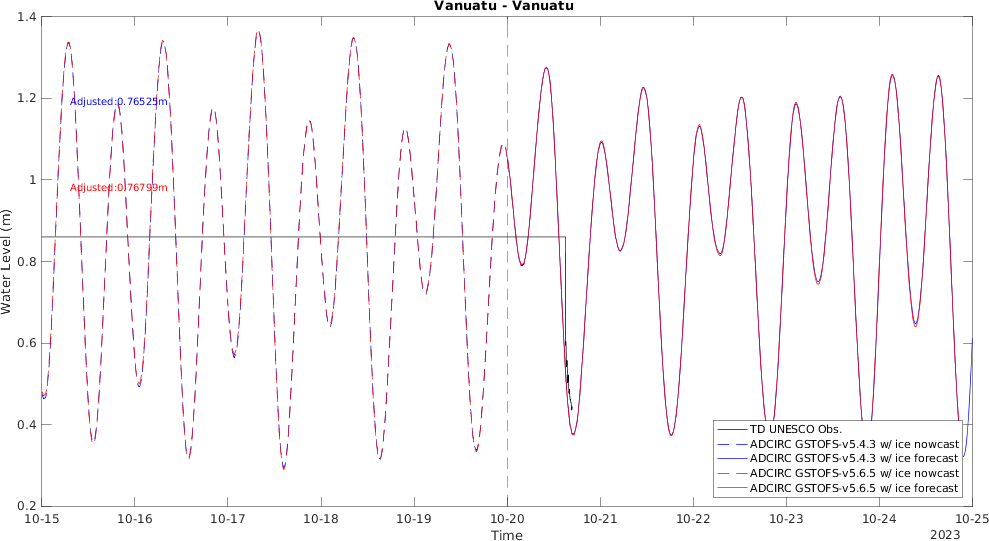 Vanuatu - Vanuatu
1.4
1.2
1
0.8
0.6
0.4
0.2
Water Level (m)
Adjusted:0.76525m
Adjusted:0.76799m
TD UNESCO Obs.
ADCIRC GSTOFS-v5.4.3 w/ ice nowcast
ADCIRC GSTOFS-v5.4.3 w/ ice forecast
ADCIRC GSTOFS-v5.6.5 w/ ice nowcast
ADCIRC GSTOFS-v5.6.5 w/ ice forecast
10-15 10-16 10-17 10-18 10-19 10-20 10-21 10-22 10-23 10-24 10-25
Time
2023